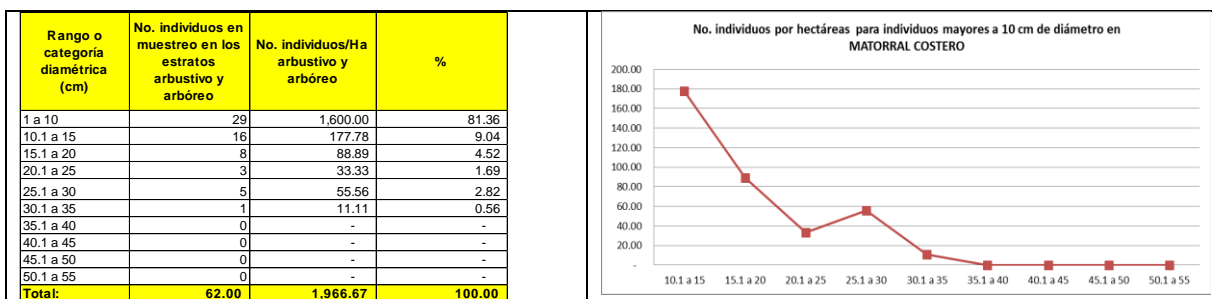 Rango o categoría diamétrica (cm) No. individuos en muestreo en los estratos arbustivo y arbóreo No. individuos/Ha arbustivo y arbóreo %
1 a 10 29 1,600.00 81.36
10.1 a 15 16 177.78 9.04
15.1 a 20 8 88.89 4.52
20.1 a 25 3 33.33 1.69
25.1 a 30 5 55.56 2.82
30.1 a 35 1 11.11 0.56
35.1 a 40 0 - -
40.1 a 45 0 - -
45.1 a 50 0 - -
50.1 a 55 0 - -
Total: 62.00 1,966.67 100.00
No. individuos por hectáreas para individuos mayores a 10 cm de diámetro en
MATORRAL COSTERO
200.00
180.00
160.00
140.00
120.00
100.00
80.00
60.00
40.00
20.00
-
10.1 a 15 15.1 a 20 20.1 a 25 25.1 a 30 30.1 a 35 35.1 a 40 40.1 a 45 45.1 a 50 50.1 a 55